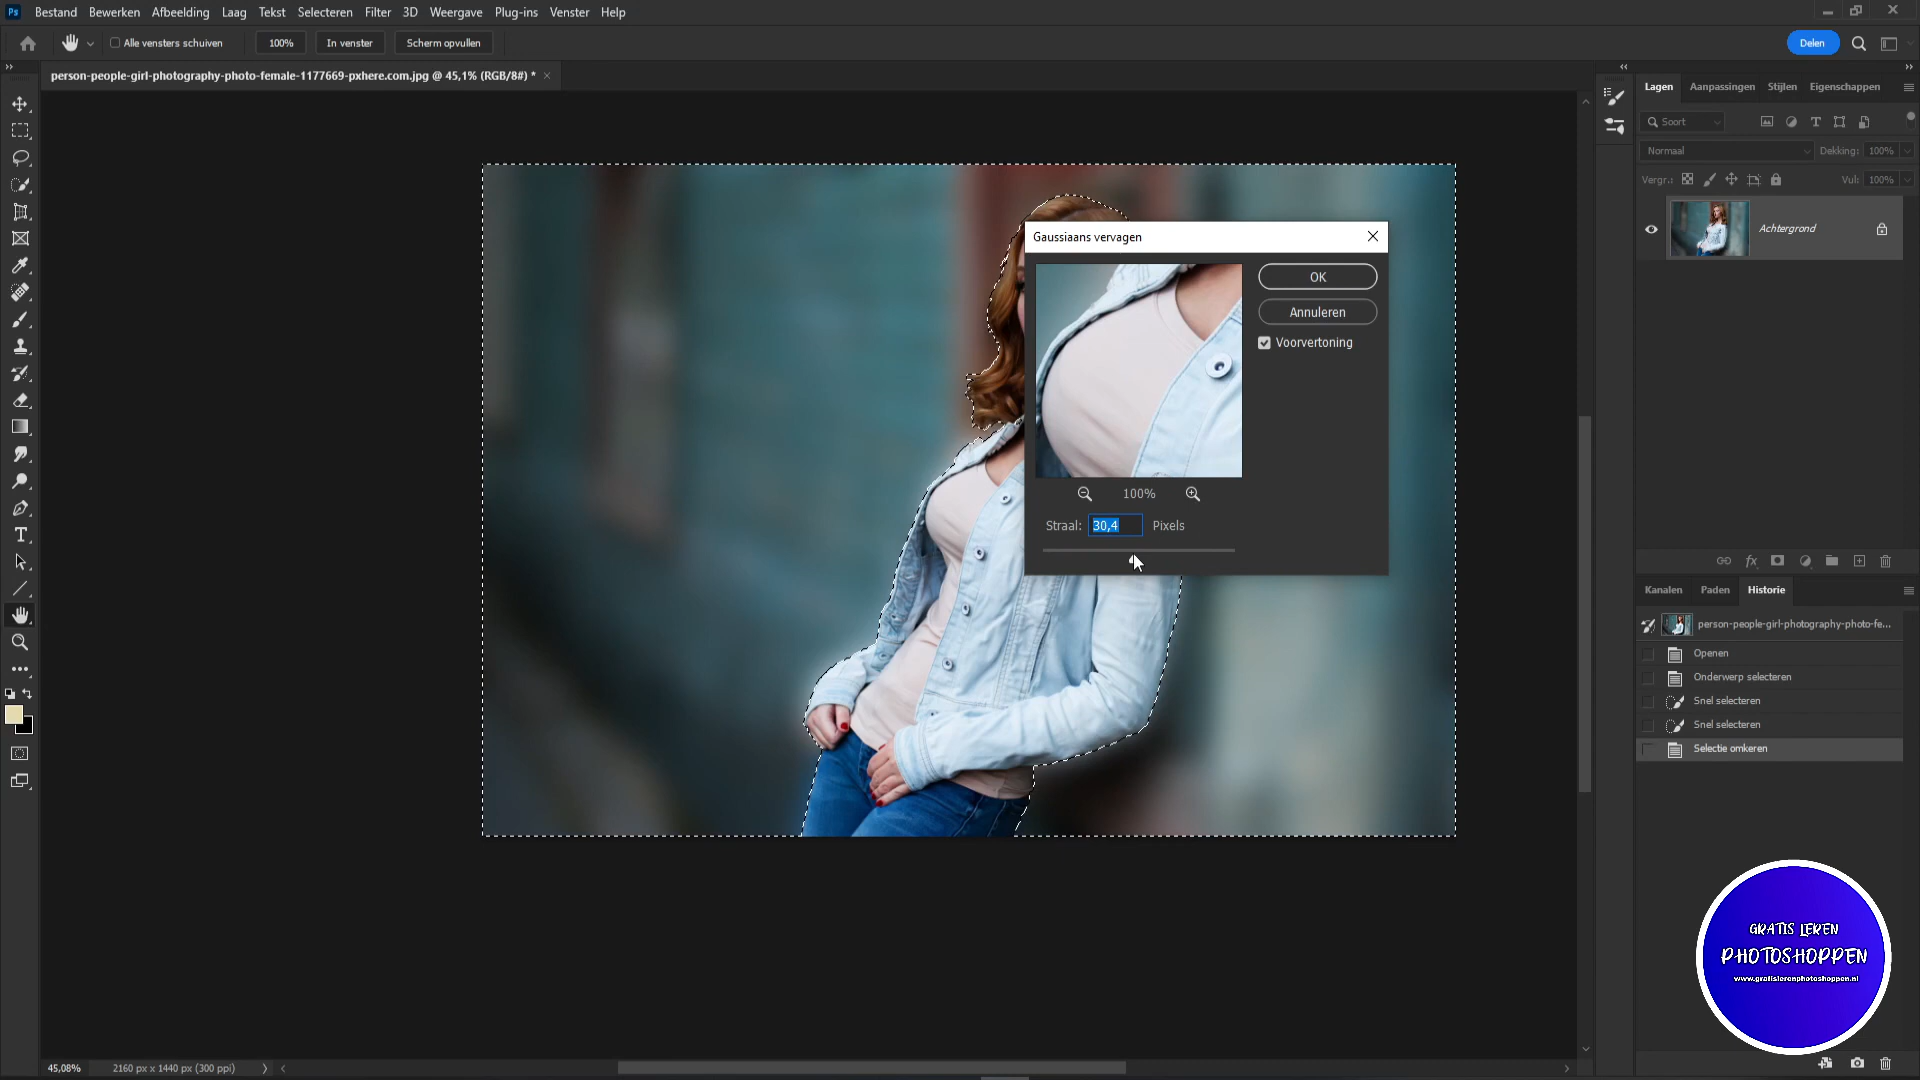 Ps Bestand Bewerken Afbeelding Laag Tekst Selecteren Filter 3D Weergave Plug-ins Venster Help
Alle vensters schuiven 100% In venster Scherm opvullen Delen
person-people-girl-photography-photo-female-1177669-pxhere.com.jpg @ 45,1% (RGB/8#) *
Lagen Aanpassingen Stijlen Eigenschappen
Soort
Normaal Dekking: 100%
Vergr.: Vul: 100%
Achtergrond
Gaussiaans vervagen
OK
Annuleren
Voorvertoning
100%
Straal: 30,4 Pixels
Kanalen Paden Historie
person-people-girl-photography-photo-fe...
Openen
Onderwerp selecteren
Snel selecteren
Snel selecteren
Selectie omkeren
GRATIS LEREN
PHOTOSHOPPEN
www.gratislerenphotoshoppen.nl
45,08% 2160 px x 1440 px (300 ppi)